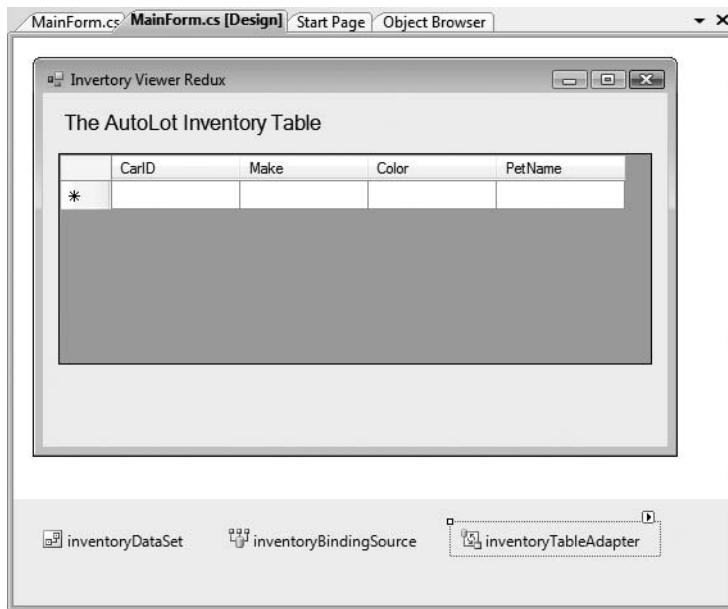 MainForm.cs MainForm.cs [Design] Start Page Object Browser
Invertory Viewer Redux
The AutoLot Inventory Table
CarID Make Color PetName
inventoryDataSet inventoryBindingSource inventoryTableAdapter